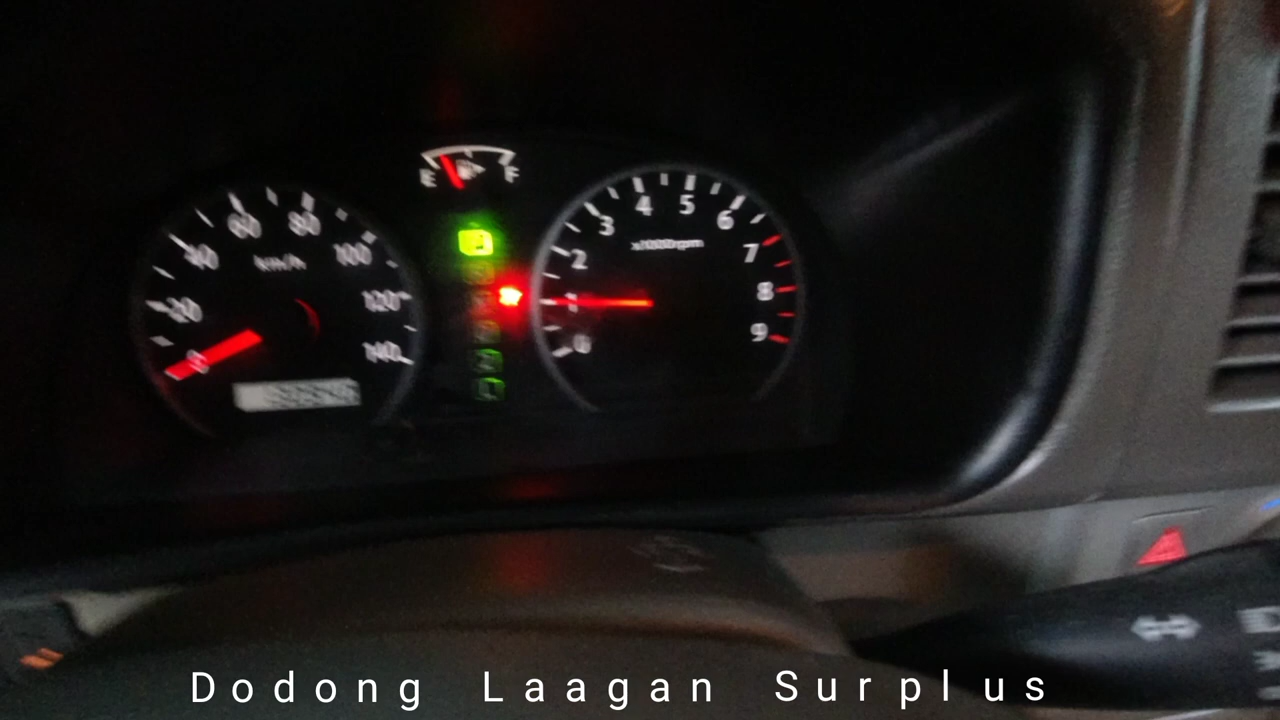 E F
60 80
40 100
km/h
20 120
0 140
4 5
3 6
x1000rpm
2 7
1 8
0 9
Dodong Laagan Surplus